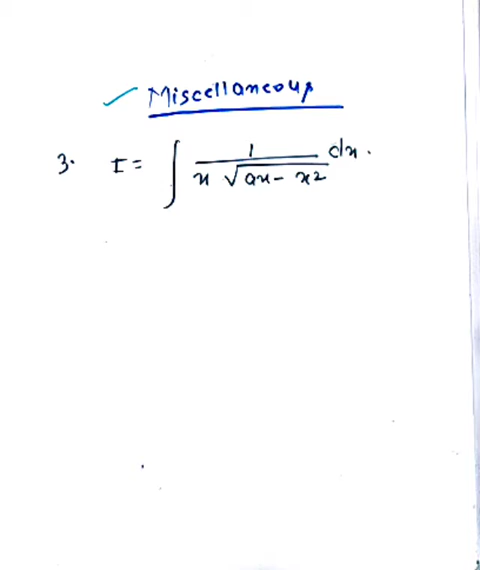 Miscellaneous
3. I = ∫ 1 / (x √(ax - x2)) dx.